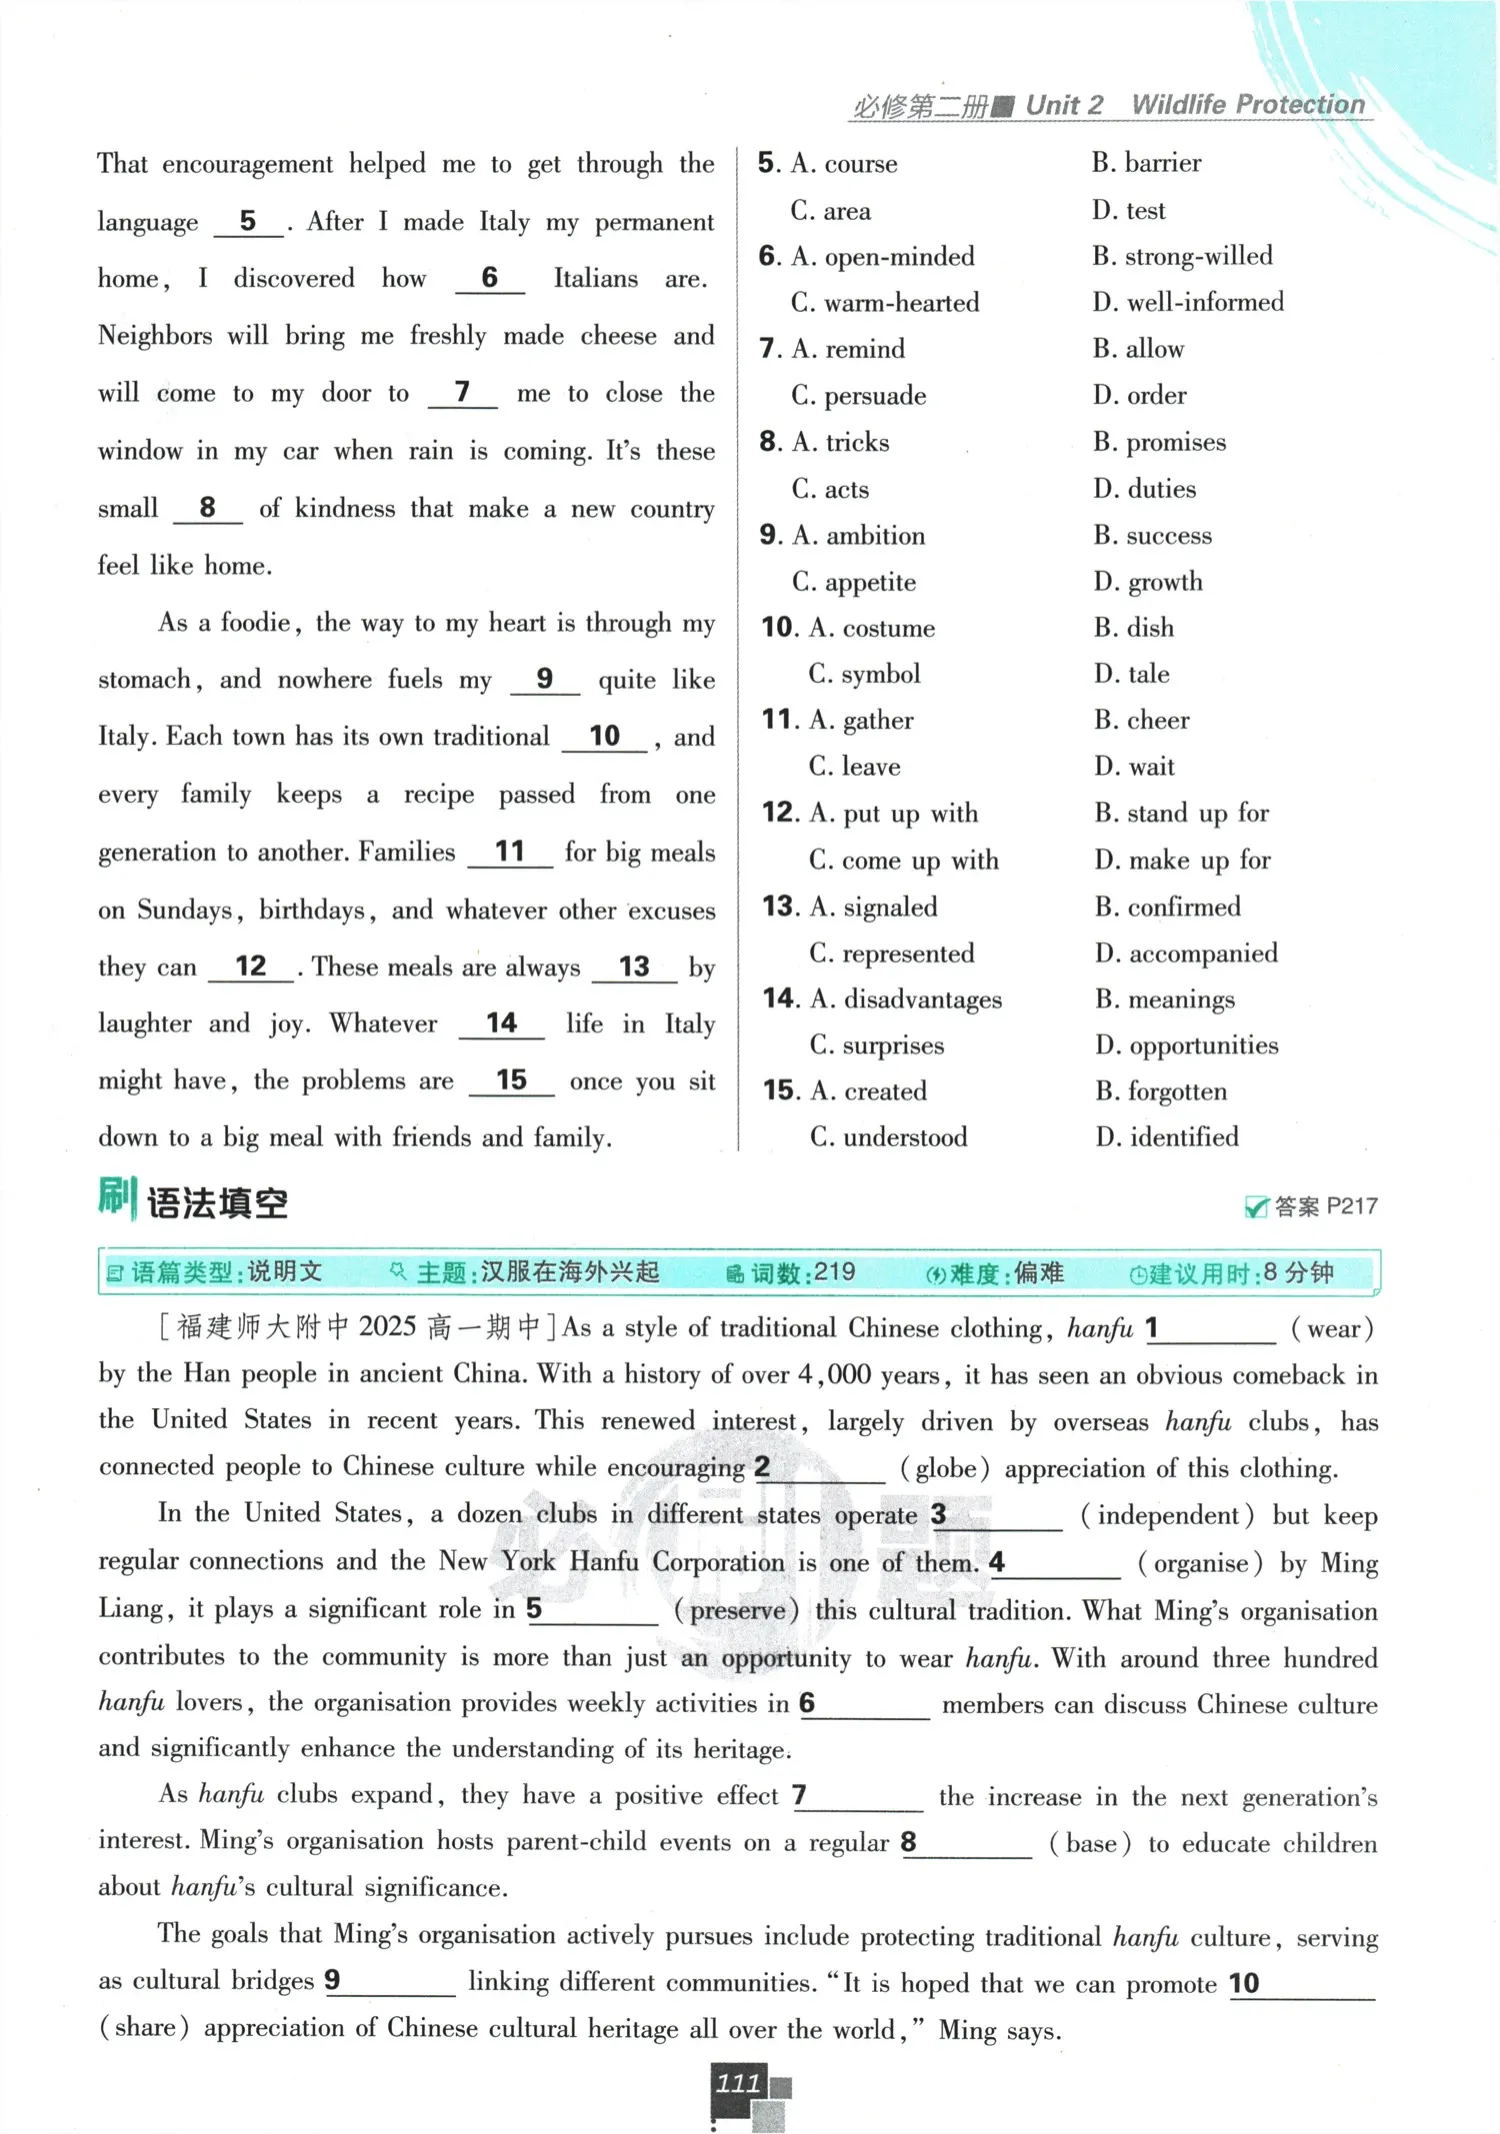 必修第二册 Unit 2 Wildlife Protection
That encouragement helped me to get through the
language 5 . After I made Italy my permanent
home, I discovered how 6 Italians are.
Neighbors will bring me freshly made cheese and
will come to my door to 7 me to close the
window in my car when rain is coming. It's these
small 8 of kindness that make a new country
feel like home.
As a foodie, the way to my heart is through my
stomach, and nowhere fuels my 9 quite like
Italy. Each town has its own traditional 10 , and
every family keeps a recipe passed from one
generation to another. Families 11 for big meals
on Sundays, birthdays, and whatever other excuses
they can 12 . These meals are always 13 by
laughter and joy. Whatever 14 life in Italy
might have, the problems are 15 once you sit
down to a big meal with friends and family.
5. A. course B. barrier
C. area D. test
6. A. open-minded B. strong-willed
C. warm-hearted D. well-informed
7. A. remind B. allow
C. persuade D. order
8. A. tricks B. promises
C. acts D. duties
9. A. ambition B. success
C. appetite D. growth
10. A. costume B. dish
C. symbol D. tale
11. A. gather B. cheer
C. leave D. wait
12. A. put up with B. stand up for
C. come up with D. make up for
13. A. signaled B. confirmed
C. represented D. accompanied
14. A. disadvantages B. meanings
C. surprises D. opportunities
15. A. created B. forgotten
C. understood D. identified
刷 语法填空 答案 P217
语篇类型:说明文 主题:汉服在海外兴起 词数:219 难度:偏难 建议用时:8 分钟
[福建师大附中 2025 高一期中]As a style of traditional Chinese clothing, hanfu 1 (wear)
by the Han people in ancient China. With a history of over 4,000 years, it has seen an obvious comeback in
the United States in recent years. This renewed interest, largely driven by overseas hanfu clubs, has
connected people to Chinese culture while encouraging 2 (globe) appreciation of this clothing.
In the United States, a dozen clubs in different states operate 3 (independent) but keep
regular connections and the New York Hanfu Corporation is one of them. 4 (organise) by Ming
Liang, it plays a significant role in 5 (preserve) this cultural tradition. What Ming's organisation
contributes to the community is more than just an opportunity to wear hanfu. With around three hundred
hanfu lovers, the organisation provides weekly activities in 6 members can discuss Chinese culture
and significantly enhance the understanding of its heritage.
As hanfu clubs expand, they have a positive effect 7 the increase in the next generation's
interest. Ming's organisation hosts parent-child events on a regular 8 (base) to educate children
about hanfu's cultural significance.
The goals that Ming's organisation actively pursues include protecting traditional hanfu culture, serving
as cultural bridges 9 linking different communities. “It is hoped that we can promote 10
(share) appreciation of Chinese cultural heritage all over the world,” Ming says.
必刷题
111